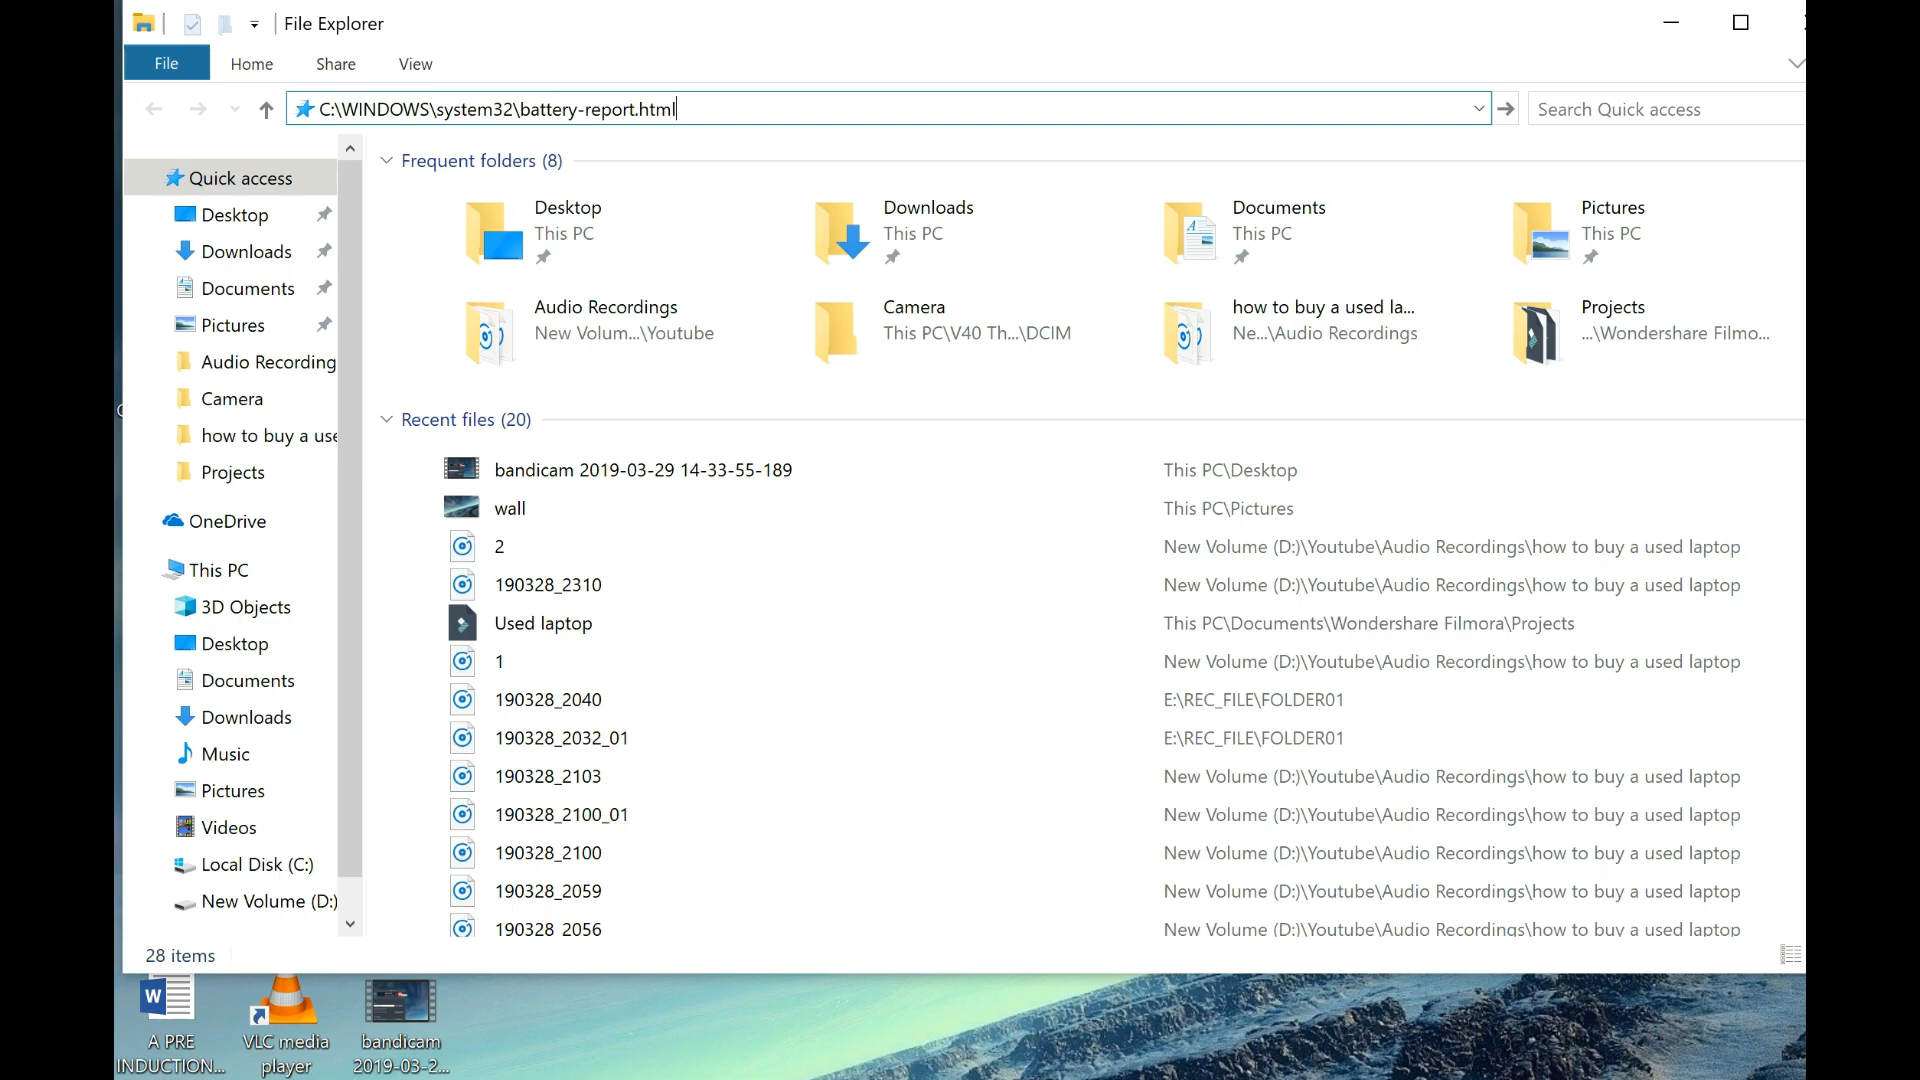 File Explorer
File Home Share View
C:\WINDOWS\system32\battery-report.html
Search Quick access
Quick access
Desktop
Downloads
Documents
Pictures
Audio Recording
Camera
how to buy a use
Projects
OneDrive
This PC
3D Objects
Desktop
Documents
Downloads
Music
Pictures
Videos
Local Disk (C:)
New Volume (D:)
Frequent folders (8)
Desktop
This PC
Downloads
This PC
Documents
This PC
Pictures
This PC
Audio Recordings
New Volum...\Youtube
Camera
This PC\V40 Th...\DCIM
how to buy a used la...
Ne...\Audio Recordings
Projects
...\Wondershare Filmo...
Recent files (20)
bandicam 2019-03-29 14-33-55-189 This PC\Desktop
wall This PC\Pictures
2 New Volume (D:)\Youtube\Audio Recordings\how to buy a used laptop
190328_2310 New Volume (D:)\Youtube\Audio Recordings\how to buy a used laptop
Used laptop This PC\Documents\Wondershare Filmora\Projects
1 New Volume (D:)\Youtube\Audio Recordings\how to buy a used laptop
190328_2040 E:\REC_FILE\FOLDER01
190328_2032_01 E:\REC_FILE\FOLDER01
190328_2103 New Volume (D:)\Youtube\Audio Recordings\how to buy a used laptop
190328_2100_01 New Volume (D:)\Youtube\Audio Recordings\how to buy a used laptop
190328_2100 New Volume (D:)\Youtube\Audio Recordings\how to buy a used laptop
190328_2059 New Volume (D:)\Youtube\Audio Recordings\how to buy a used laptop
190328_2056 New Volume (D:)\Youtube\Audio Recordings\how to buy a used laptop
28 items
A PRE
INDUCTION...
VLC media
player
bandicam
2019-03-2...